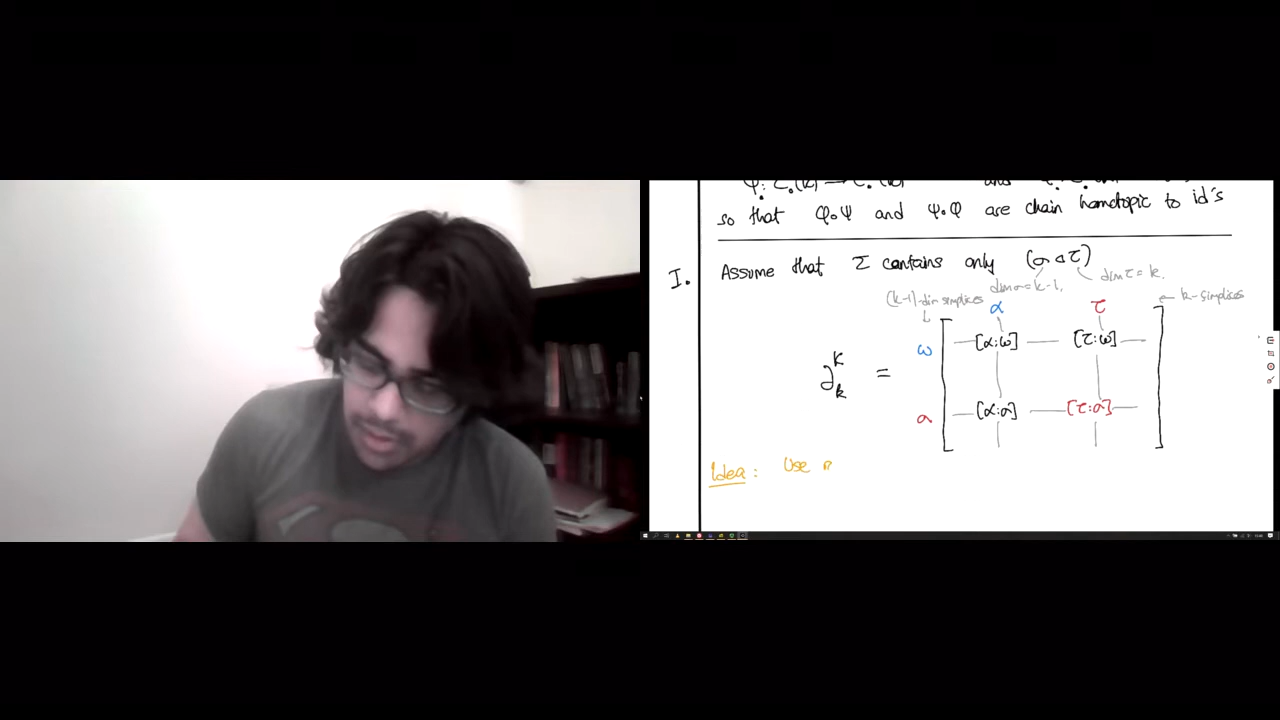 so that φ∘ψ and ψ∘φ are chain homotopic to id's
I. Assume that Σ contains only (σ ◁ τ)
dim σ = k-1, dim τ = k.
(k-1)-dim simplices α τ ← k-simplices
ω [α:ω] [τ:ω]
∂ₖᴷ =
σ [α:σ] [τ:σ]
Idea: Use